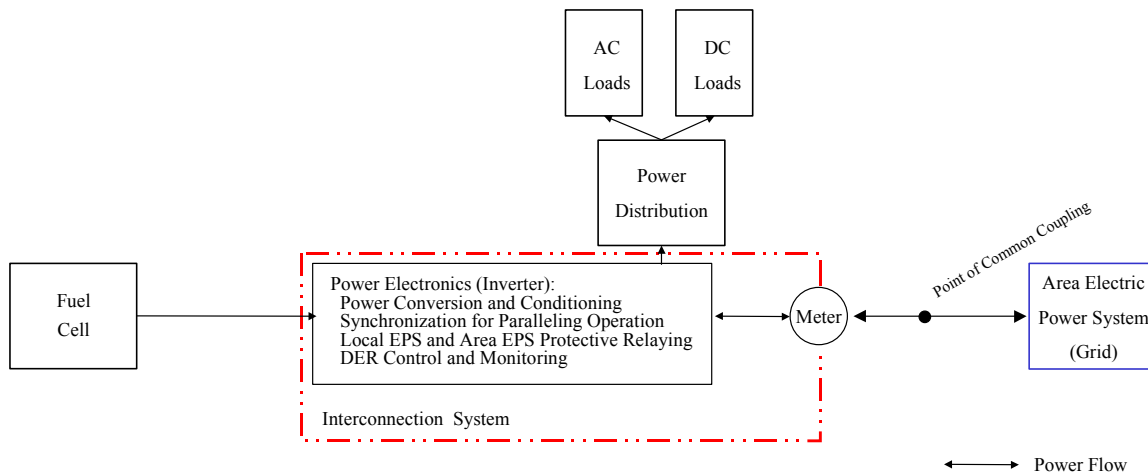 AC
Loads
DC
Loads
Power
Distribution
Point of Common Coupling
Fuel
Cell
Power Electronics (Inverter):
Power Conversion and Conditioning
Synchronization for Paralleling Operation
Local EPS and Area EPS Protective Relaying
DER Control and Monitoring
Meter
Area Electric
Power System
(Grid)
Interconnection System
Power Flow